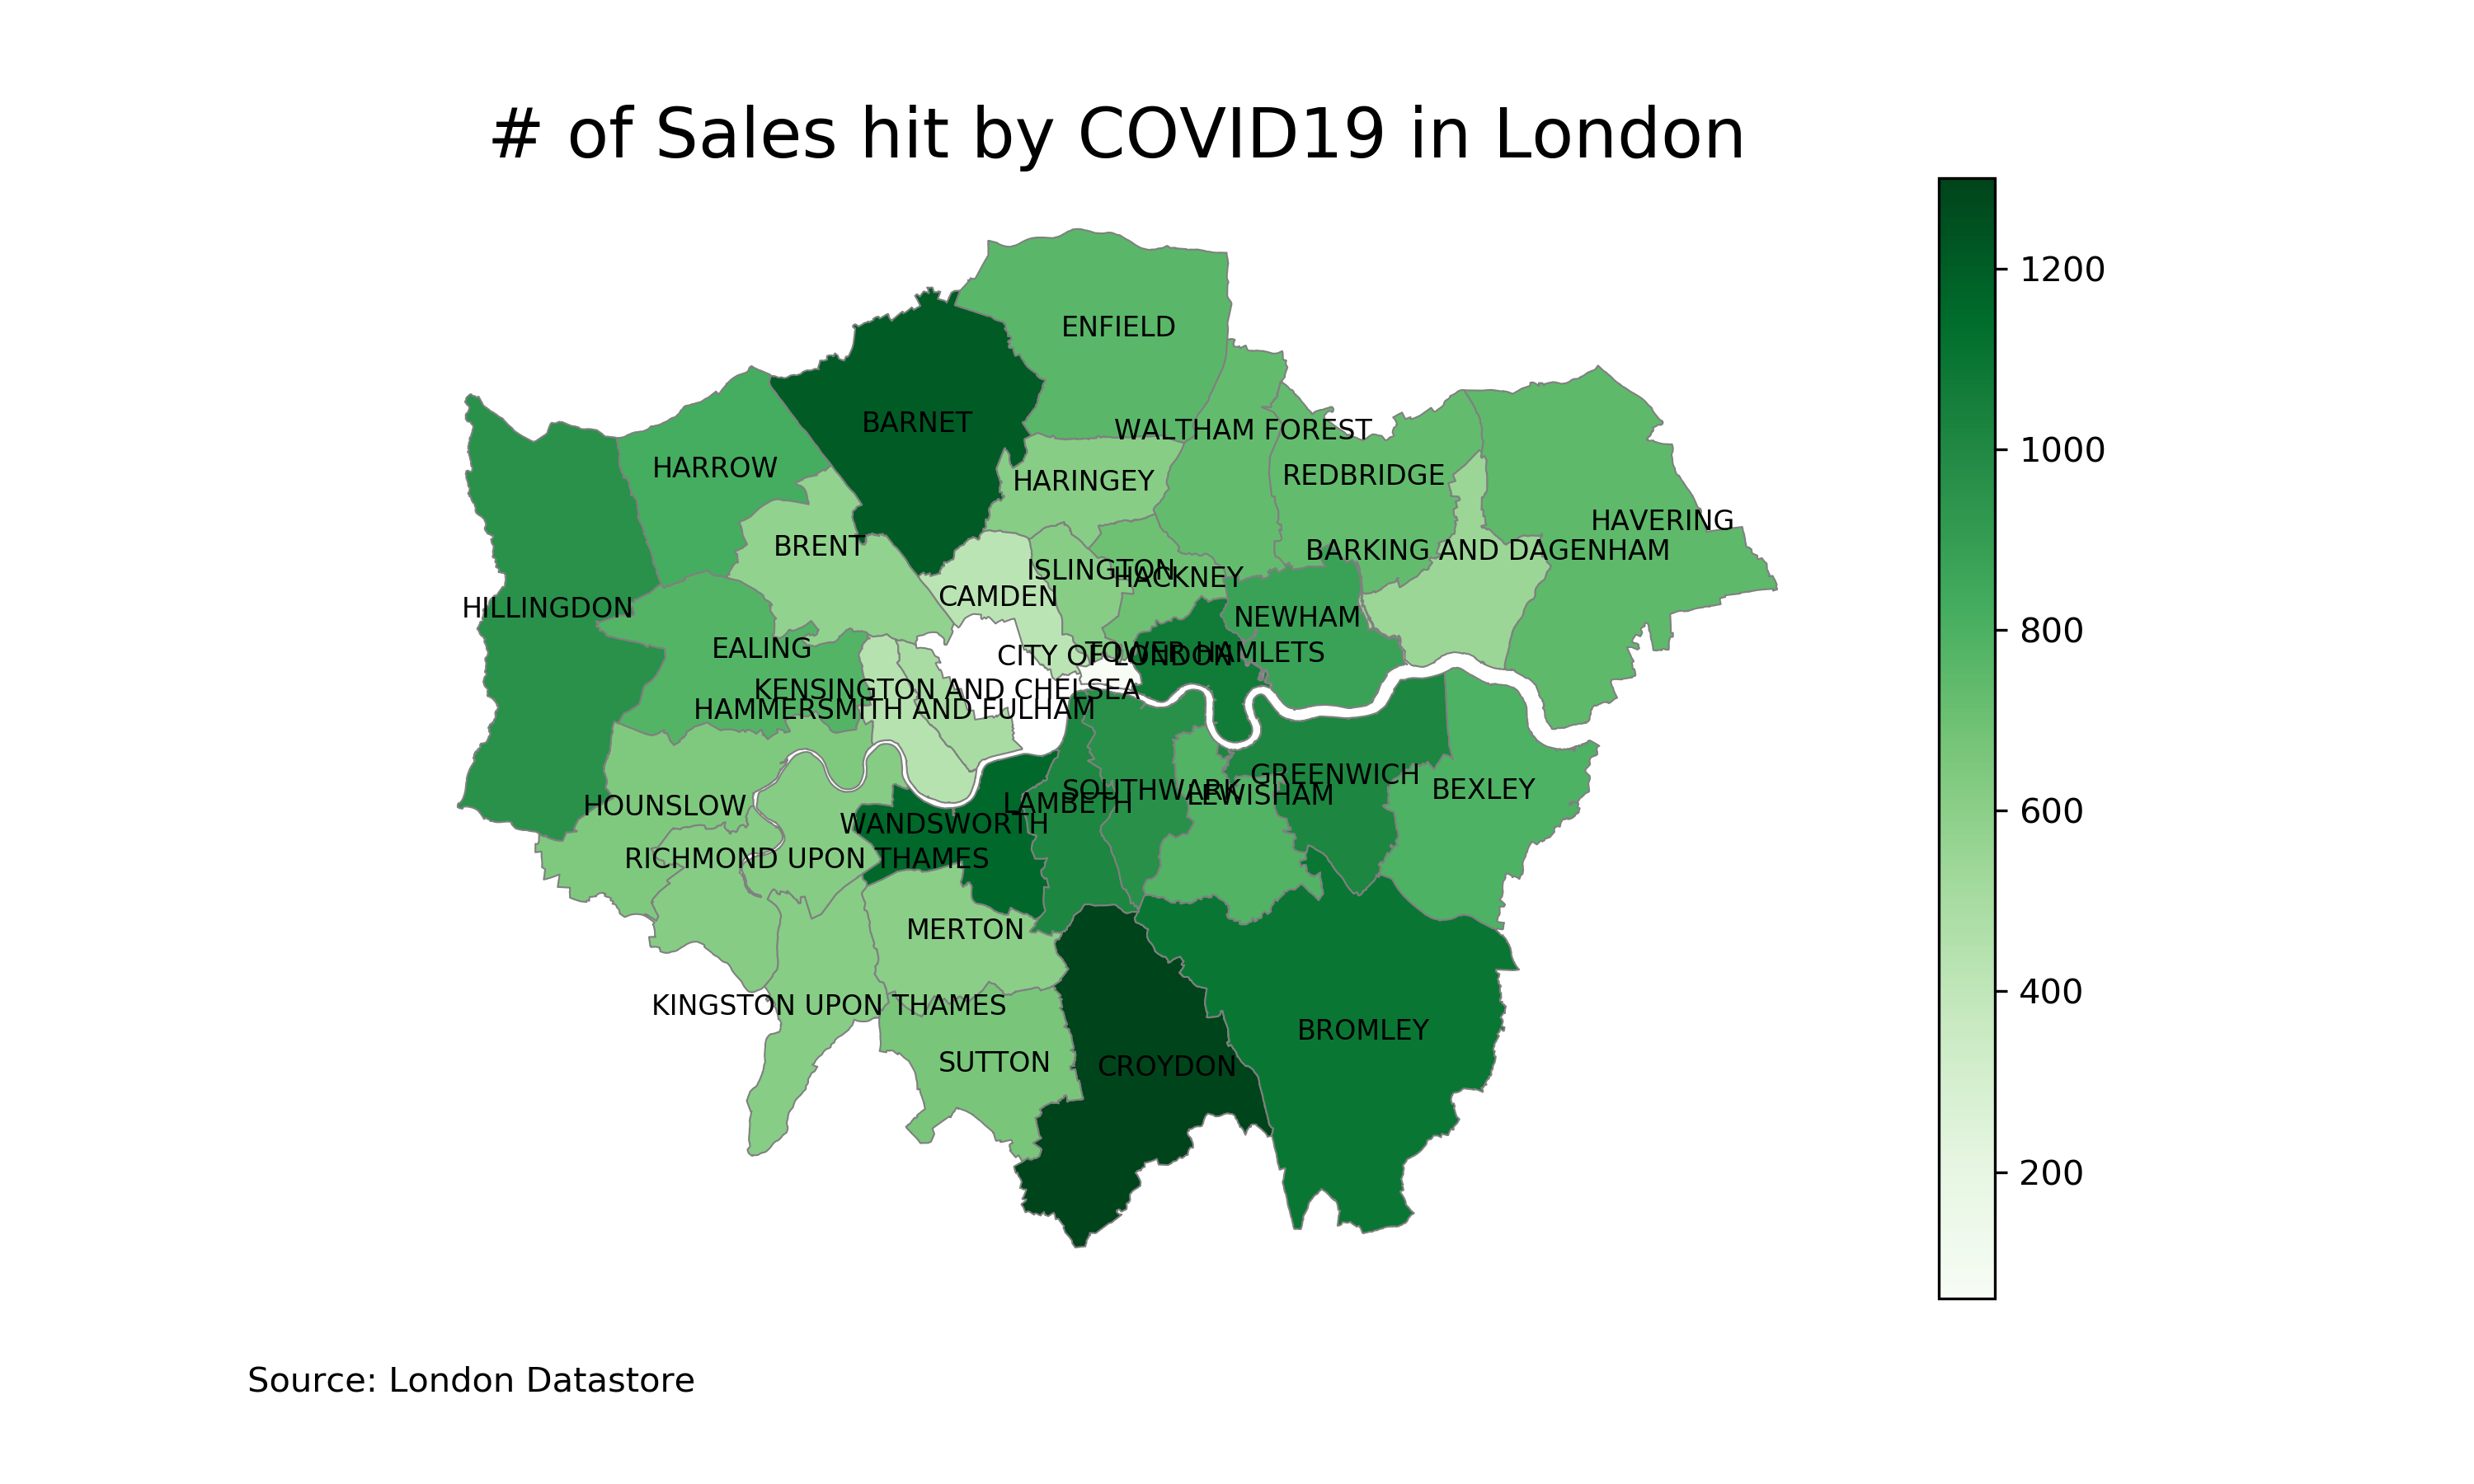 # of Sales hit by COVID19 in London
1200
ENFIELD
BARNET
WALTHAM FOREST
1000
HARROW
REDBRIDGE
HARINGEY
HAVERING
BRENT
BARKING AND DAGENHAM
ISLINGTON
HACKNEY
CAMDEN
HILLINGDON
NEWHAM
800
EALING
CITY OF LONDON
TOWER HAMLETS
KENSINGTON AND CHELSEA
HAMMERSMITH AND FULHAM
GREENWICH
SOUTHWARK
BEXLEY
LEWISHAM
HOUNSLOW
LAMBETH
600
WANDSWORTH
RICHMOND UPON THAMES
MERTON
400
KINGSTON UPON THAMES
BROMLEY
SUTTON
CROYDON
200
Source: London Datastore